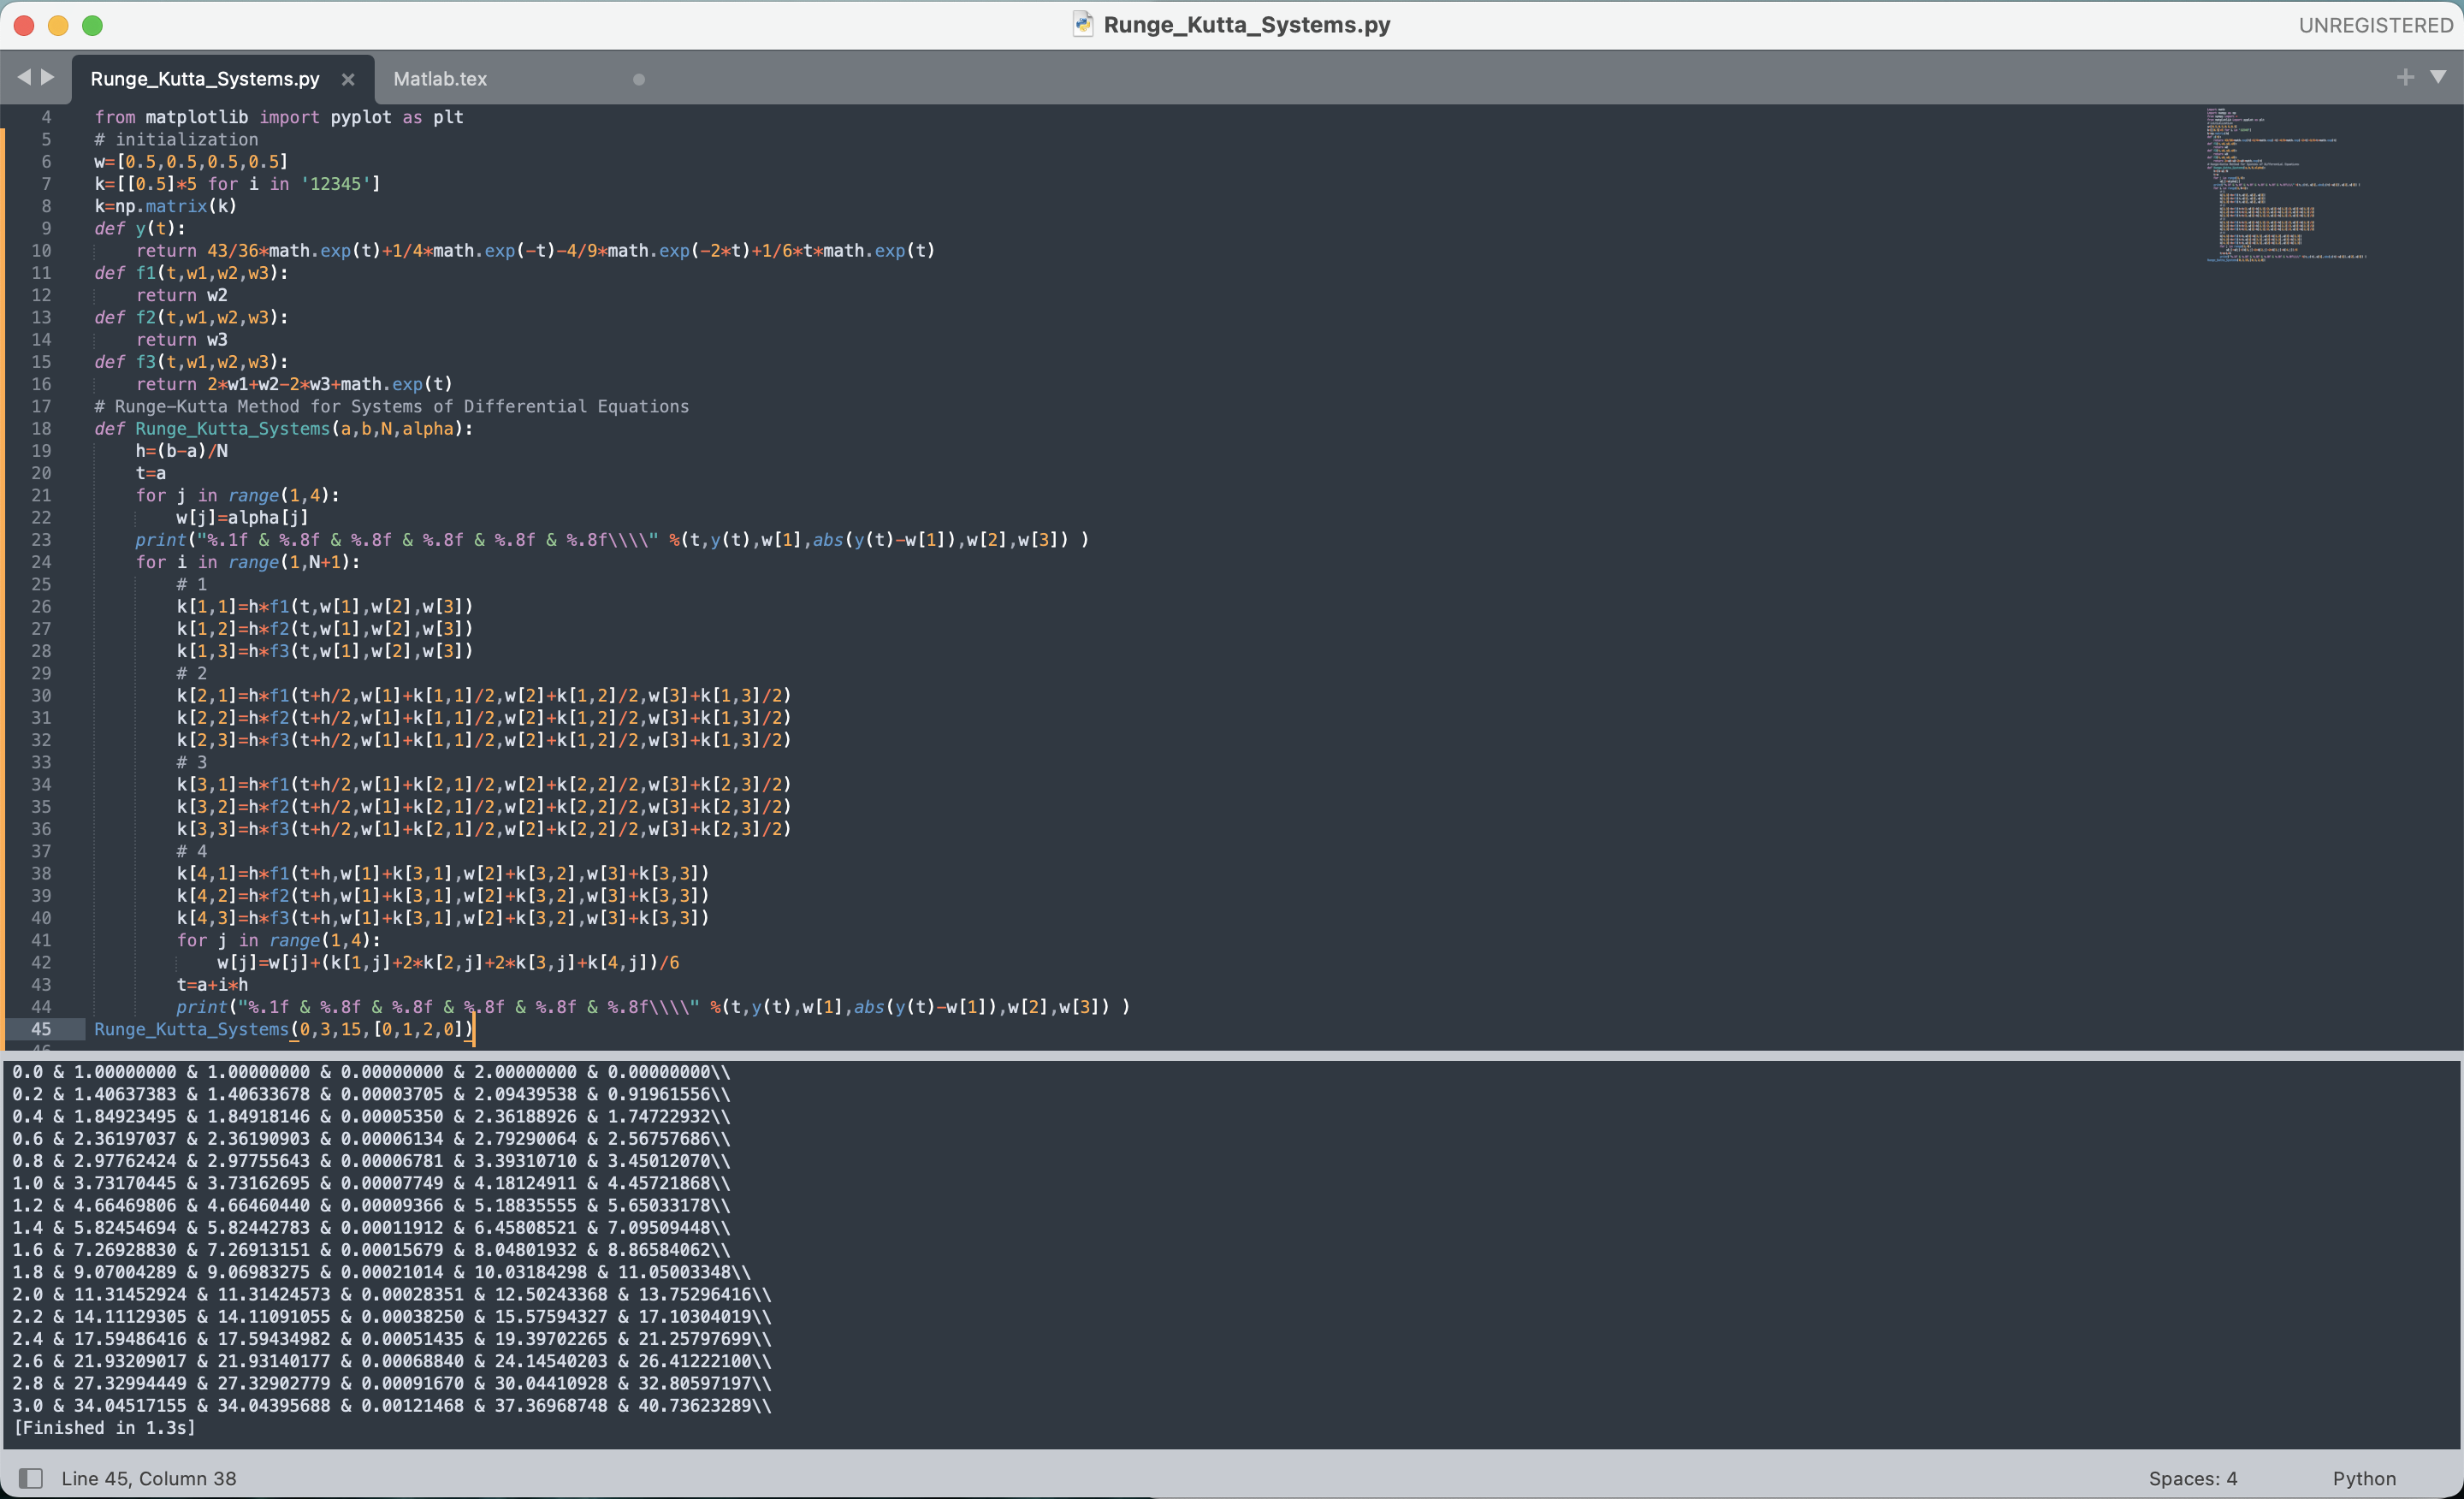 Runge_Kutta_Systems.py
UNREGISTERED
Runge_Kutta_Systems.py
Matlab.tex
4 from matplotlib import pyplot as plt
5 # initialization
6 w=[0.5,0.5,0.5,0.5]
7 k=[[0.5]*5 for i in '12345']
8 k=np.matrix(k)
9 def y(t):
10     return 43/36*math.exp(t)+1/4*math.exp(-t)-4/9*math.exp(-2*t)+1/6*t*math.exp(t)
11 def f1(t,w1,w2,w3):
12     return w2
13 def f2(t,w1,w2,w3):
14     return w3
15 def f3(t,w1,w2,w3):
16     return 2*w1+w2-2*w3+math.exp(t)
17 # Runge-Kutta Method for Systems of Differential Equations
18 def Runge_Kutta_Systems(a,b,N,alpha):
19     h=(b-a)/N
20     t=a
21     for j in range(1,4):
22         w[j]=alpha[j]
23     print("%.1f & %.8f & %.8f & %.8f & %.8f & %.8f\\\\" %(t,y(t),w[1],abs(y(t)-w[1]),w[2],w[3]) )
24     for i in range(1,N+1):
25         # 1
26         k[1,1]=h*f1(t,w[1],w[2],w[3])
27         k[1,2]=h*f2(t,w[1],w[2],w[3])
28         k[1,3]=h*f3(t,w[1],w[2],w[3])
29         # 2
30         k[2,1]=h*f1(t+h/2,w[1]+k[1,1]/2,w[2]+k[1,2]/2,w[3]+k[1,3]/2)
31         k[2,2]=h*f2(t+h/2,w[1]+k[1,1]/2,w[2]+k[1,2]/2,w[3]+k[1,3]/2)
32         k[2,3]=h*f3(t+h/2,w[1]+k[1,1]/2,w[2]+k[1,2]/2,w[3]+k[1,3]/2)
33         # 3
34         k[3,1]=h*f1(t+h/2,w[1]+k[2,1]/2,w[2]+k[2,2]/2,w[3]+k[2,3]/2)
35         k[3,2]=h*f2(t+h/2,w[1]+k[2,1]/2,w[2]+k[2,2]/2,w[3]+k[2,3]/2)
36         k[3,3]=h*f3(t+h/2,w[1]+k[2,1]/2,w[2]+k[2,2]/2,w[3]+k[2,3]/2)
37         # 4
38         k[4,1]=h*f1(t+h,w[1]+k[3,1],w[2]+k[3,2],w[3]+k[3,3])
39         k[4,2]=h*f2(t+h,w[1]+k[3,1],w[2]+k[3,2],w[3]+k[3,3])
40         k[4,3]=h*f3(t+h,w[1]+k[3,1],w[2]+k[3,2],w[3]+k[3,3])
41         for j in range(1,4):
42             w[j]=w[j]+(k[1,j]+2*k[2,j]+2*k[3,j]+k[4,j])/6
43         t=a+i*h
44         print("%.1f & %.8f & %.8f & %.8f & %.8f & %.8f\\\\" %(t,y(t),w[1],abs(y(t)-w[1]),w[2],w[3]) )
45 Runge_Kutta_Systems(0,3,15,[0,1,2,0])
0.0 & 1.00000000 & 1.00000000 & 0.00000000 & 2.00000000 & 0.00000000\\
0.2 & 1.40637383 & 1.40633678 & 0.00003705 & 2.09439538 & 0.91961556\\
0.4 & 1.84923495 & 1.84918146 & 0.00005350 & 2.36188926 & 1.74722932\\
0.6 & 2.36197037 & 2.36190903 & 0.00006134 & 2.79290064 & 2.56757686\\
0.8 & 2.97762424 & 2.97755643 & 0.00006781 & 3.39310710 & 3.45012070\\
1.0 & 3.73170445 & 3.73162695 & 0.00007749 & 4.18124911 & 4.45721868\\
1.2 & 4.66469806 & 4.66460440 & 0.00009366 & 5.18835555 & 5.65033178\\
1.4 & 5.82454694 & 5.82442783 & 0.00011912 & 6.45808521 & 7.09509448\\
1.6 & 7.26928830 & 7.26913151 & 0.00015679 & 8.04801932 & 8.86584062\\
1.8 & 9.07004289 & 9.06983275 & 0.00021014 & 10.03184298 & 11.05003348\\
2.0 & 11.31452924 & 11.31424573 & 0.00028351 & 12.50243368 & 13.75296416\\
2.2 & 14.11129305 & 14.11091055 & 0.00038250 & 15.57594327 & 17.10304019\\
2.4 & 17.59486416 & 17.59434982 & 0.00051435 & 19.39702265 & 21.25797699\\
2.6 & 21.93209017 & 21.93140177 & 0.00068840 & 24.14540203 & 26.41222100\\
2.8 & 27.32994449 & 27.32902779 & 0.00091670 & 30.04410928 & 32.80597197\\
3.0 & 34.04517155 & 34.04395688 & 0.00121468 & 37.36968748 & 40.73623289\\
[Finished in 1.3s]
Line 45, Column 38
Spaces: 4
Python